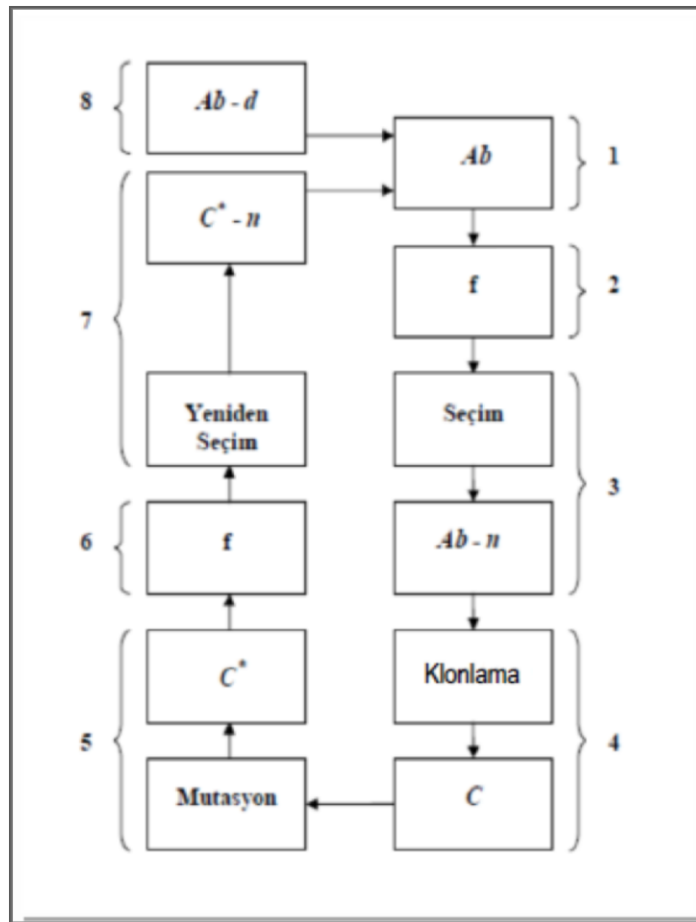 8
Ab - d
Ab
1
C* - n
f
2
7
Yeniden
Seçim
Seçim
3
6
f
Ab - n
5
C*
Klonlama
4
Mutasyon
C